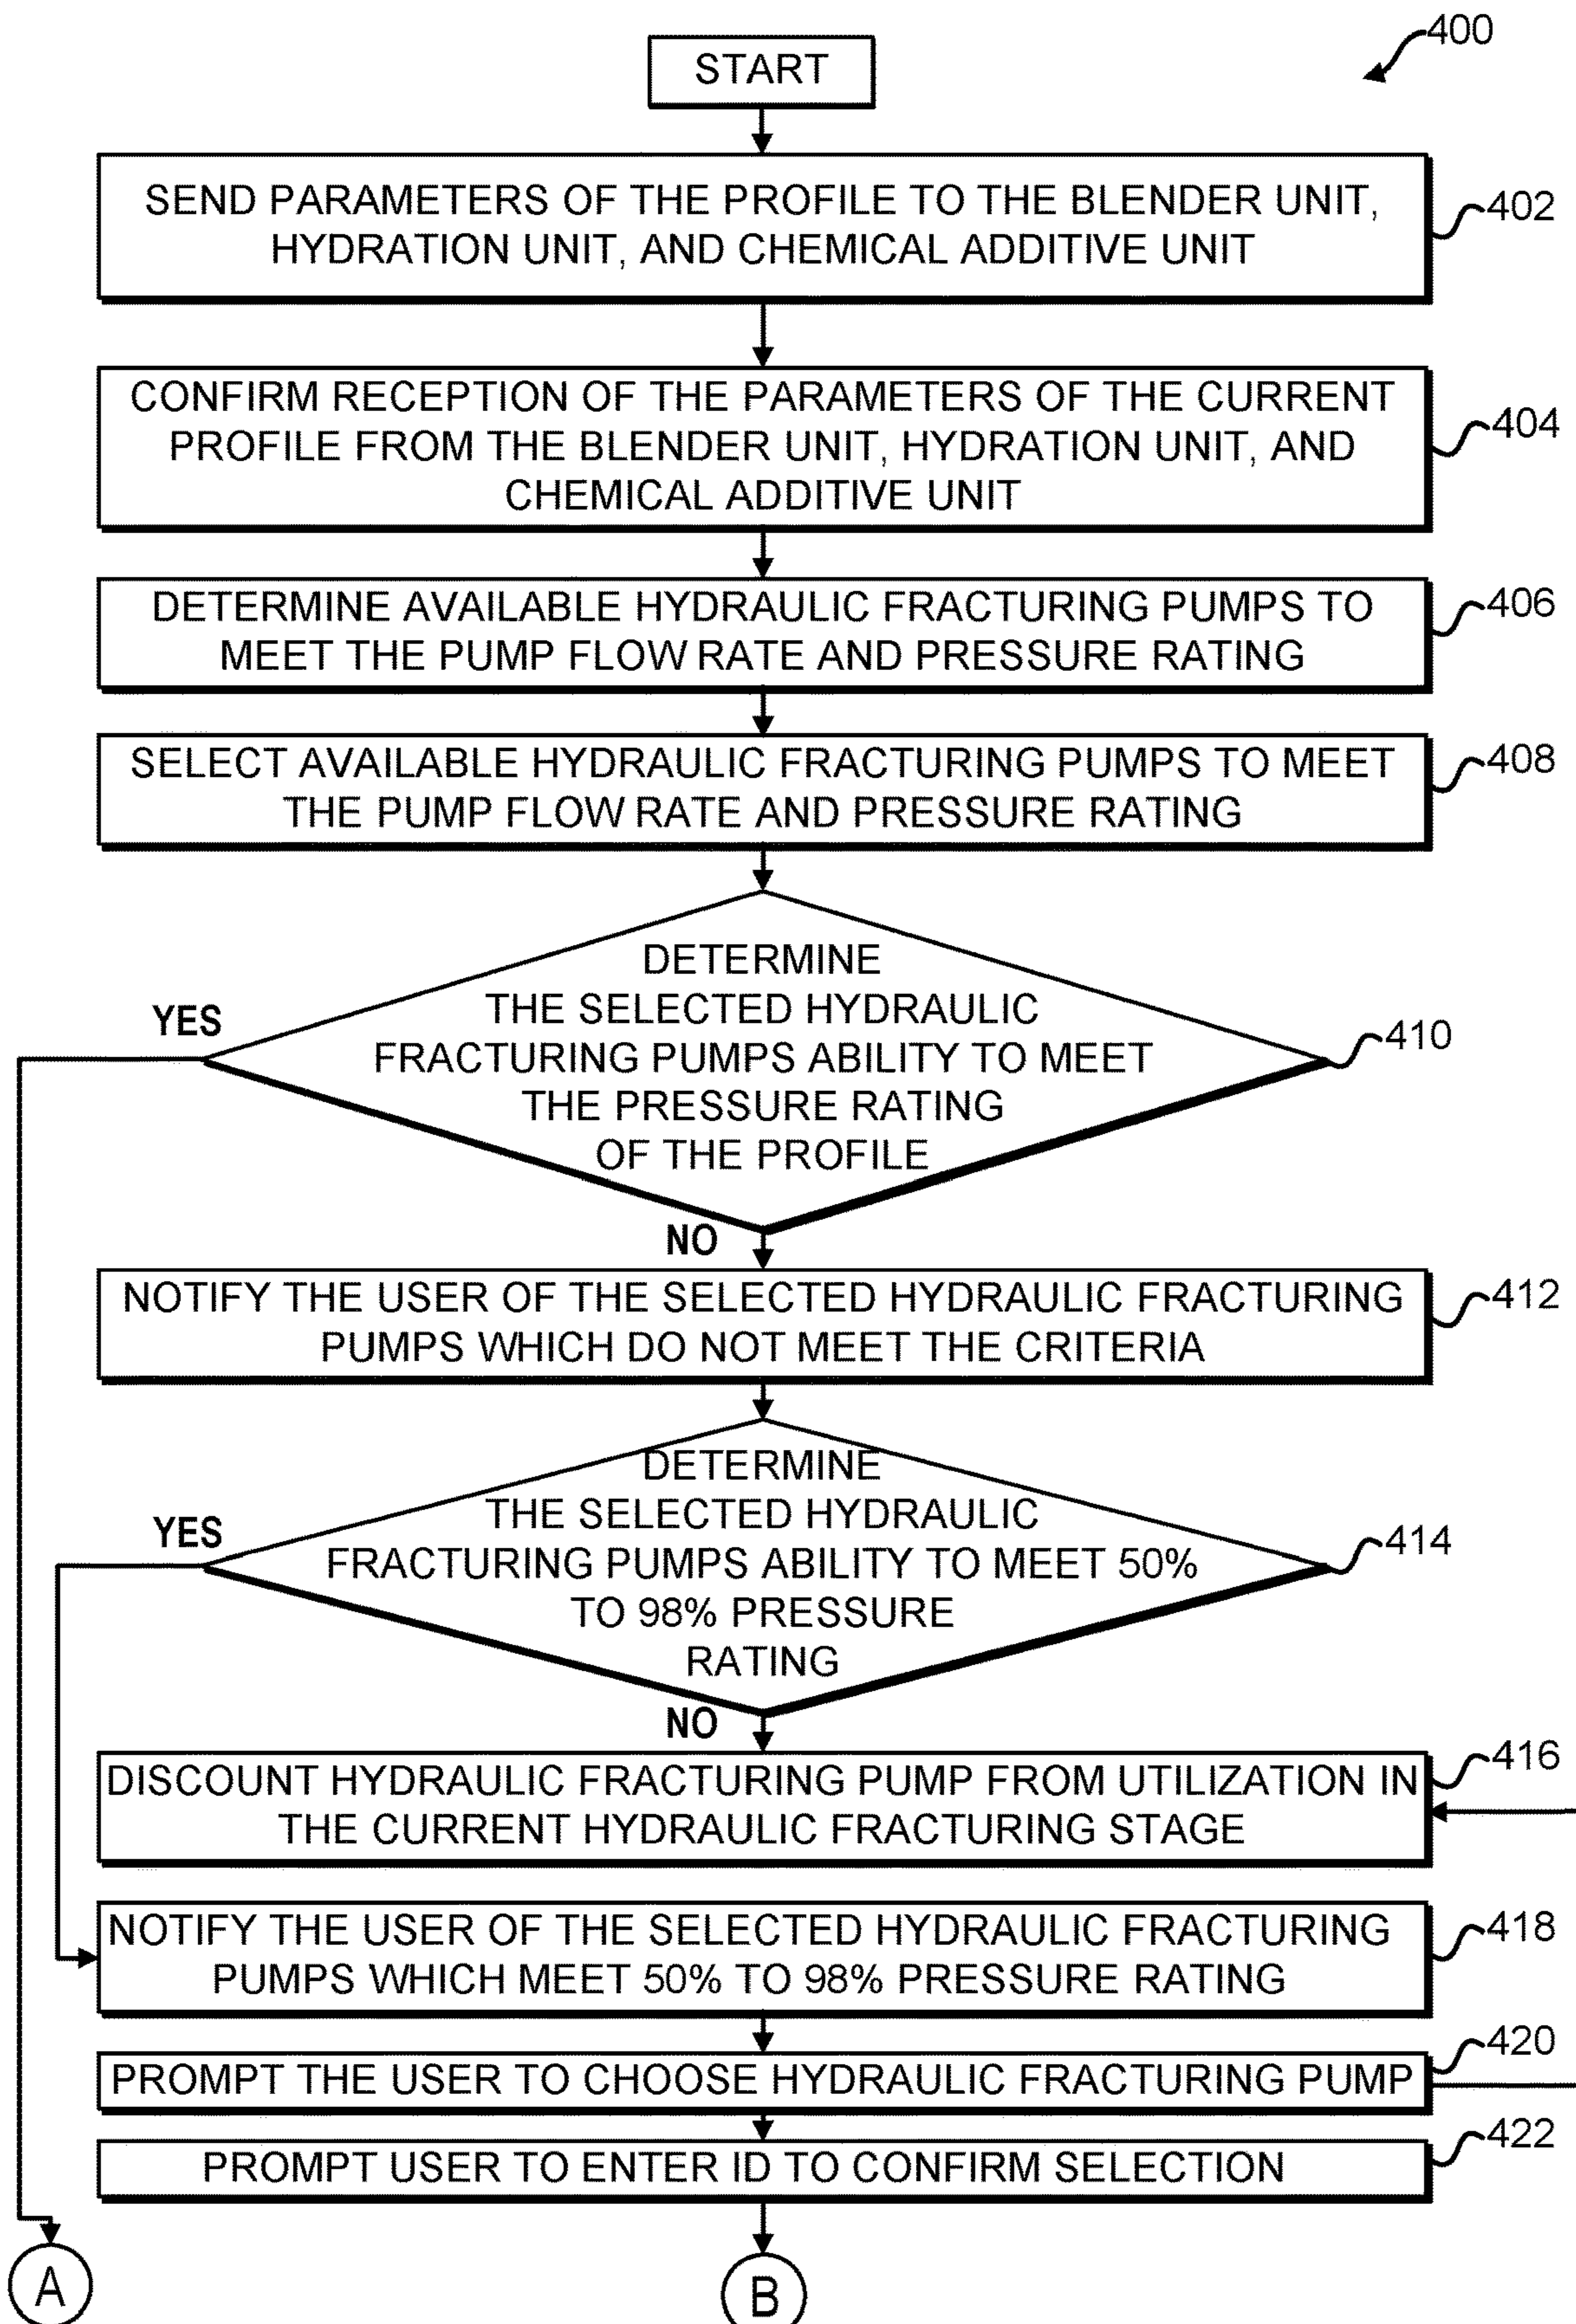 400
START
SEND PARAMETERS OF THE PROFILE TO THE BLENDER UNIT,
HYDRATION UNIT, AND CHEMICAL ADDITIVE UNIT
402
CONFIRM RECEPTION OF THE PARAMETERS OF THE CURRENT
PROFILE FROM THE BLENDER UNIT, HYDRATION UNIT, AND
CHEMICAL ADDITIVE UNIT
404
DETERMINE AVAILABLE HYDRAULIC FRACTURING PUMPS TO
MEET THE PUMP FLOW RATE AND PRESSURE RATING
406
SELECT AVAILABLE HYDRAULIC FRACTURING PUMPS TO MEET
THE PUMP FLOW RATE AND PRESSURE RATING
408
DETERMINE
THE SELECTED HYDRAULIC
FRACTURING PUMPS ABILITY TO MEET
THE PRESSURE RATING
OF THE PROFILE
410
YES
NO
NOTIFY THE USER OF THE SELECTED HYDRAULIC FRACTURING
PUMPS WHICH DO NOT MEET THE CRITERIA
412
DETERMINE
THE SELECTED HYDRAULIC
FRACTURING PUMPS ABILITY TO MEET 50%
TO 98% PRESSURE
RATING
414
YES
NO
DISCOUNT HYDRAULIC FRACTURING PUMP FROM UTILIZATION IN
THE CURRENT HYDRAULIC FRACTURING STAGE
416
NOTIFY THE USER OF THE SELECTED HYDRAULIC FRACTURING
PUMPS WHICH MEET 50% TO 98% PRESSURE RATING
418
PROMPT THE USER TO CHOOSE HYDRAULIC FRACTURING PUMP
420
PROMPT USER TO ENTER ID TO CONFIRM SELECTION
422
A
B